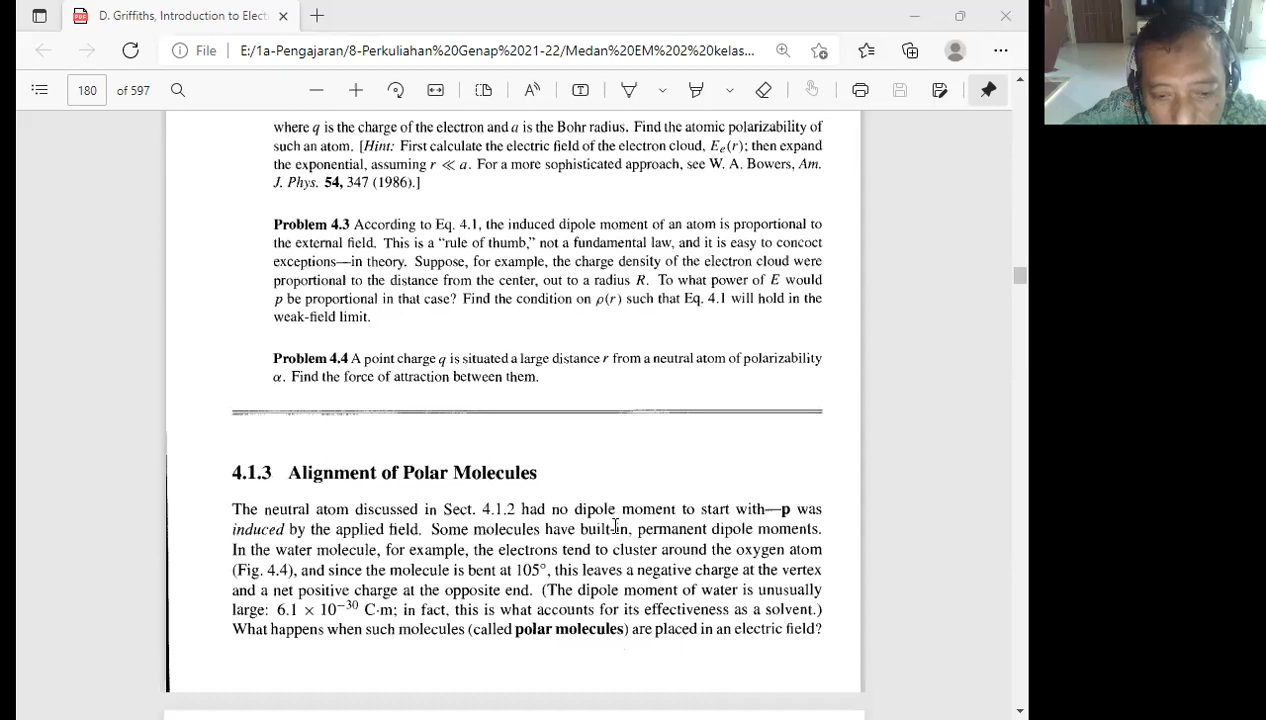 D. Griffiths, Introduction to Elect
File
E:/1a-Pengajaran/8-Perkuliahan%20Genap%2021-22/Medan%20EM%202%20kelas...
180 of 597
where q is the charge of the electron and a is the Bohr radius. Find the atomic polarizability of
such an atom. [Hint: First calculate the electric field of the electron cloud, Ee(r); then expand
the exponential, assuming r ≪ a. For a more sophisticated approach, see W. A. Bowers, Am.
J. Phys. 54, 347 (1986).]
Problem 4.3 According to Eq. 4.1, the induced dipole moment of an atom is proportional to
the external field. This is a “rule of thumb,” not a fundamental law, and it is easy to concoct
exceptions—in theory. Suppose, for example, the charge density of the electron cloud were
proportional to the distance from the center, out to a radius R. To what power of E would
p be proportional in that case? Find the condition on ρ(r) such that Eq. 4.1 will hold in the
weak-field limit.
Problem 4.4 A point charge q is situated a large distance r from a neutral atom of polarizability
α. Find the force of attraction between them.
4.1.3 Alignment of Polar Molecules
The neutral atom discussed in Sect. 4.1.2 had no dipole moment to start with—p was
induced by the applied field. Some molecules have built-in, permanent dipole moments.
In the water molecule, for example, the electrons tend to cluster around the oxygen atom
(Fig. 4.4), and since the molecule is bent at 105°, this leaves a negative charge at the vertex
and a net positive charge at the opposite end. (The dipole moment of water is unusually
large: 6.1 × 10⁻³⁰ C·m; in fact, this is what accounts for its effectiveness as a solvent.)
What happens when such molecules (called polar molecules) are placed in an electric field?